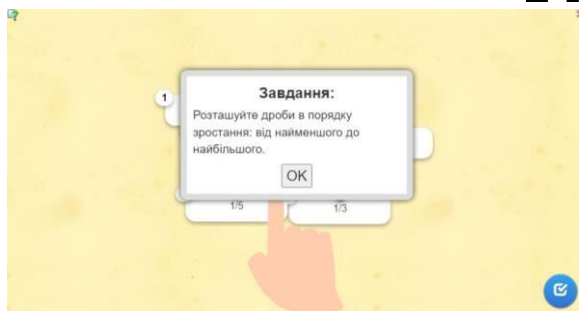 1
Завдання:
Розташуйте дроби в порядку
зростання: від найменшого до
найбільшого.
OK
1/5
1/3